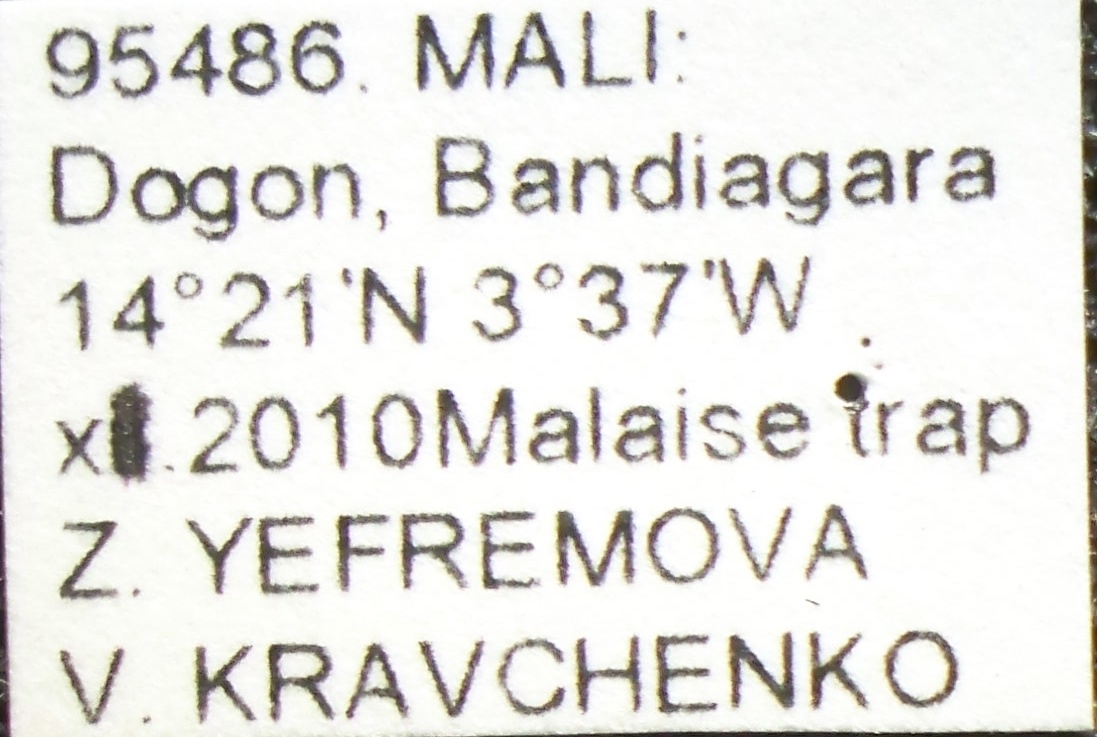 95486. MALI:
Dogon, Bandiagara
14°21'N 3°37'W
.2010Malaise trap
Z. YEFREMOVA
V. KRAVCHENKO